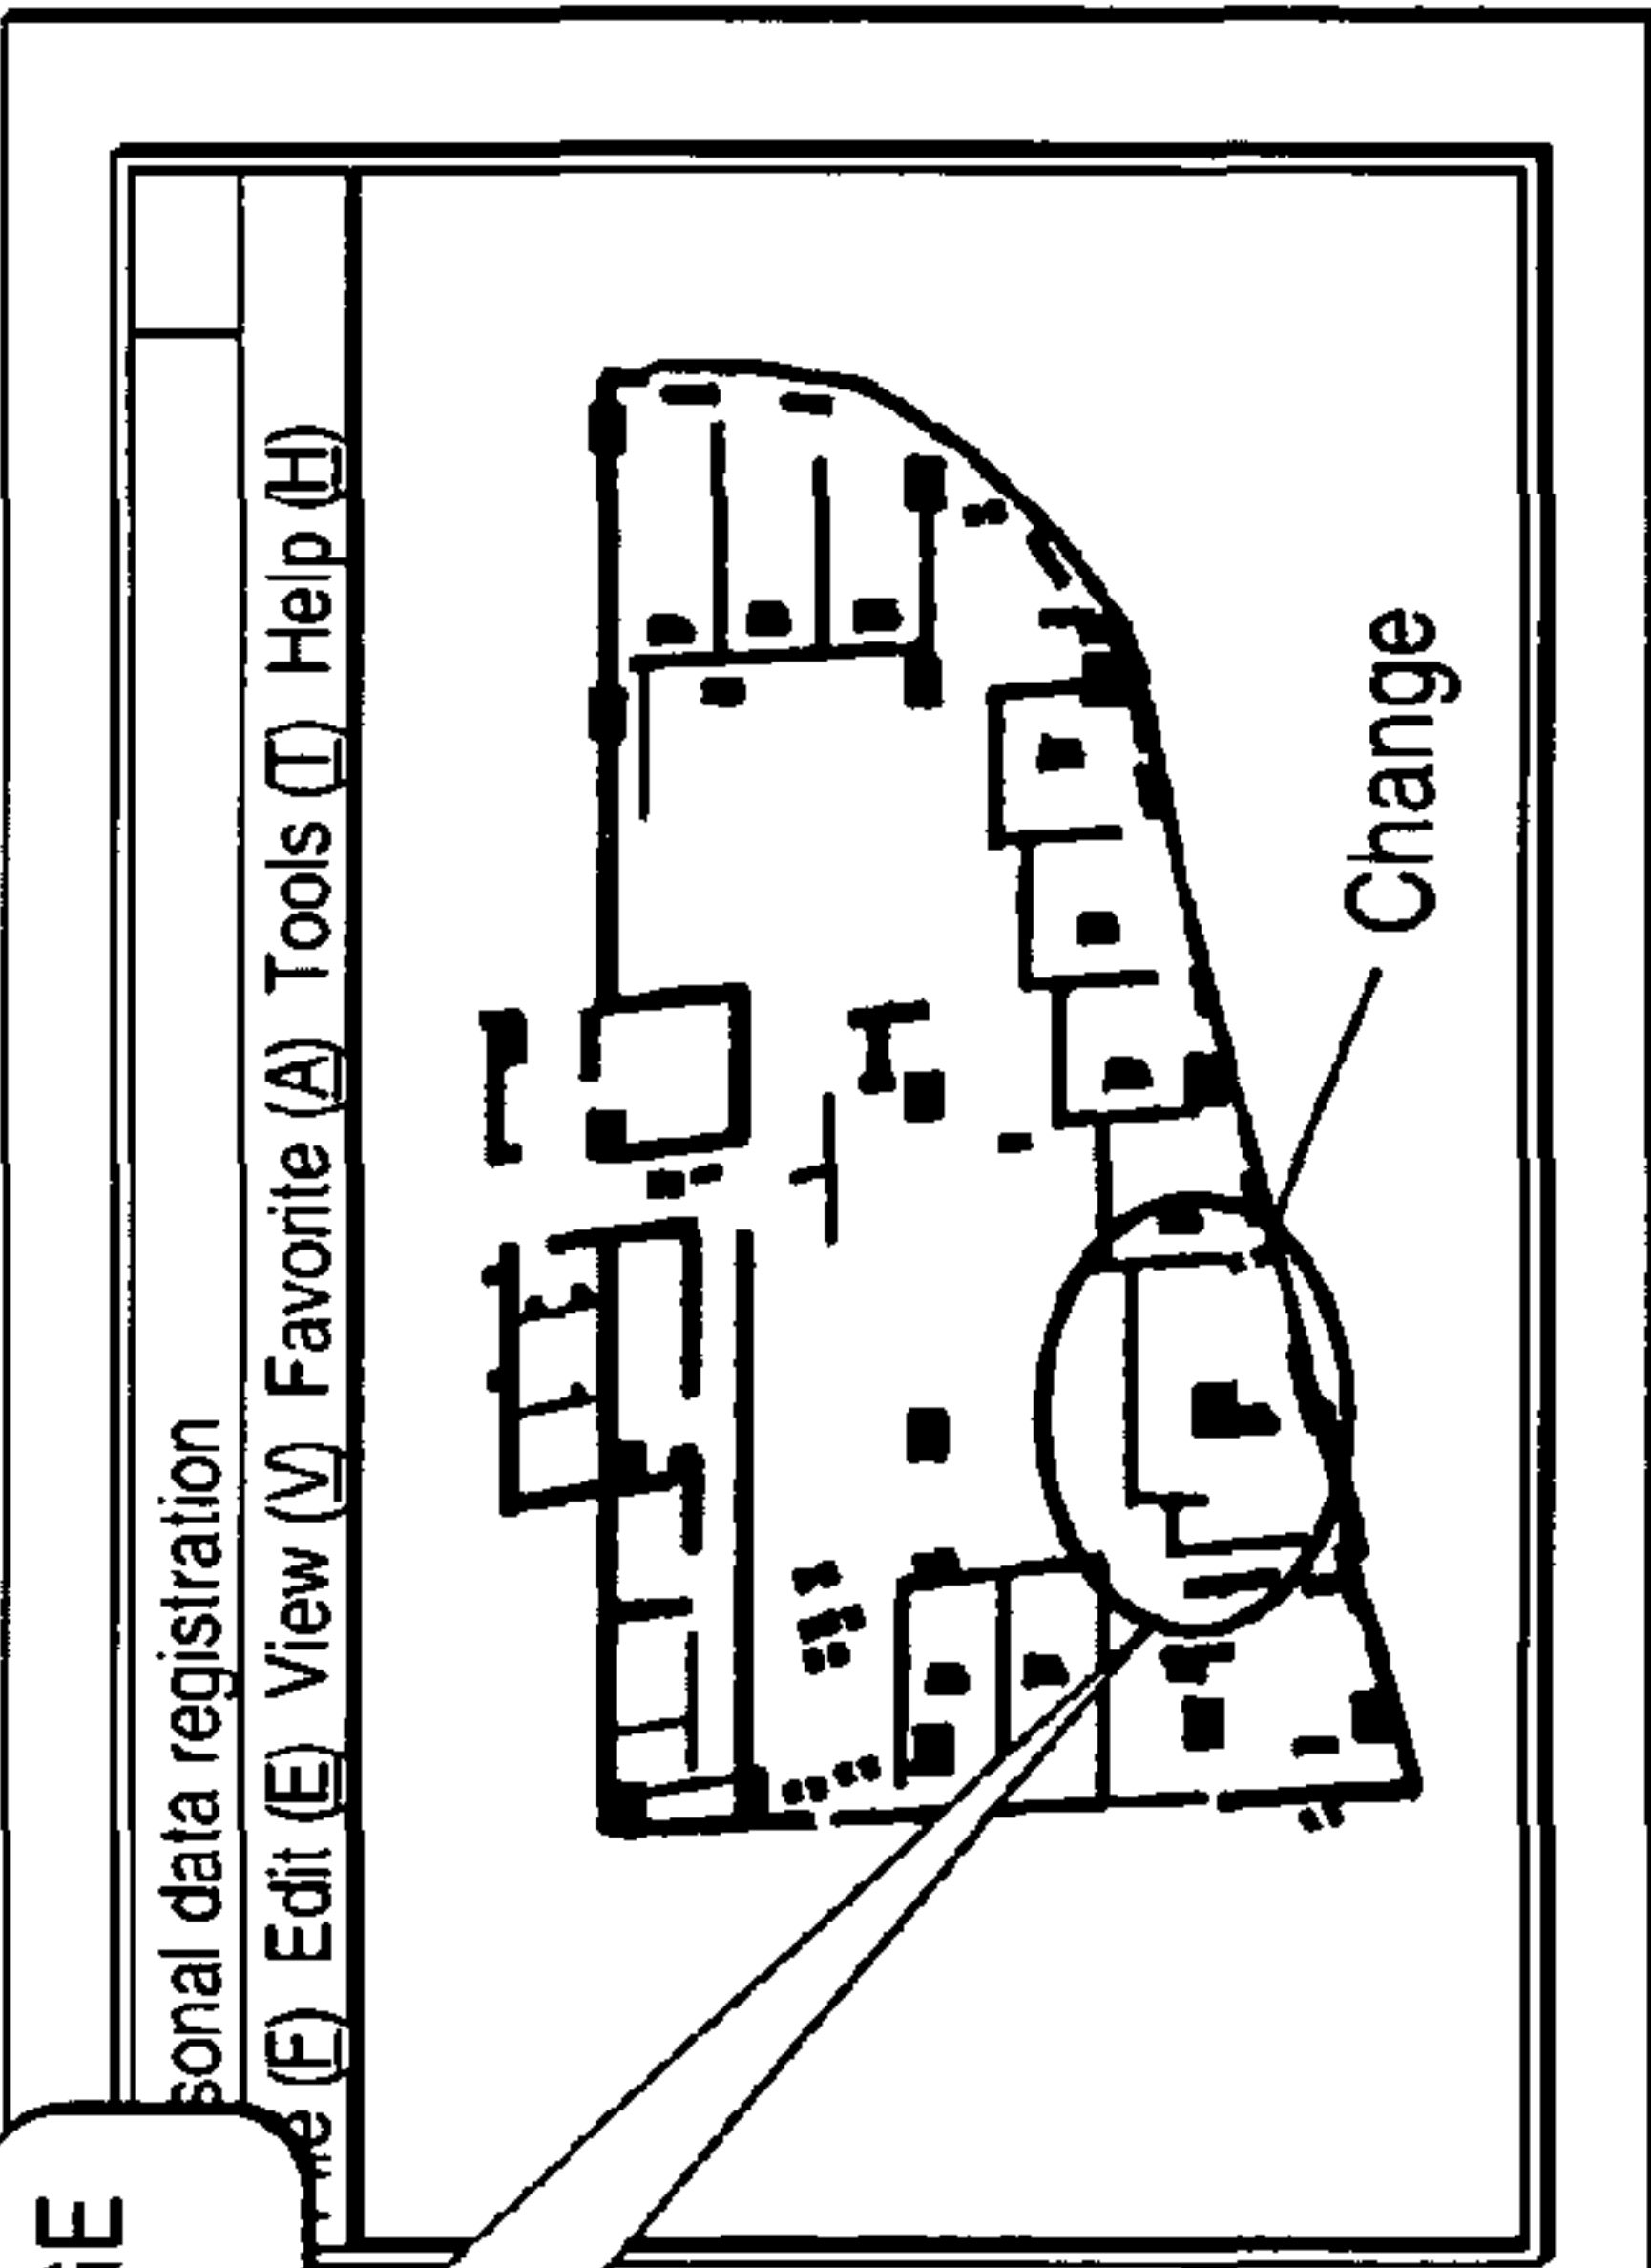 sonal data registration
(F) Edit (E) View (V) Favorite (A) Tools (T) Help (H)
Change